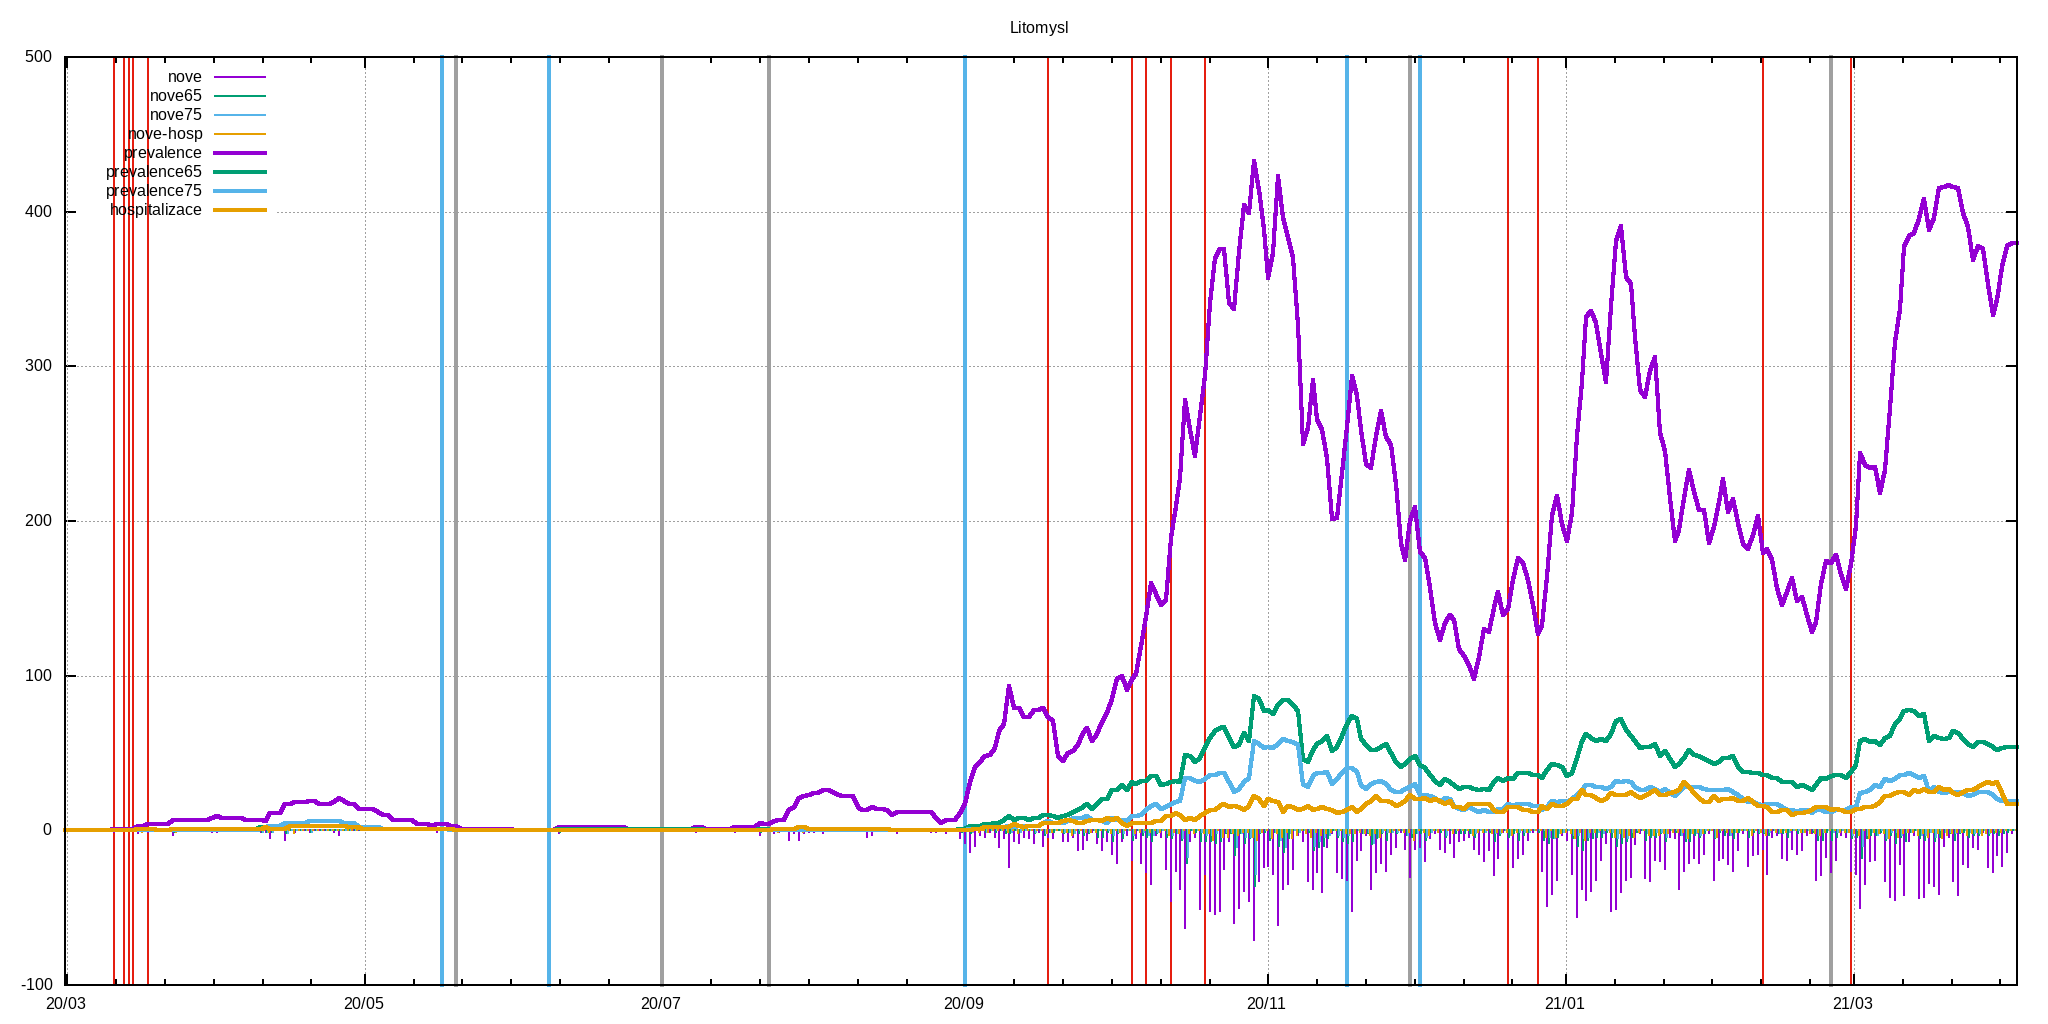 Litomysl
500
nove
nove65
nove75
nove-hosp
prevalence
prevalence65
prevalence75
hospitalizace
400
300
200
100
0
-100
20/03 20/05 20/07 20/09 20/11 21/01 21/03